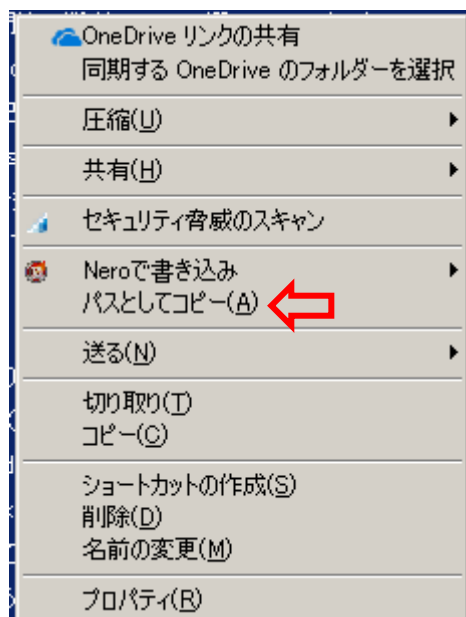 OneDrive リンクの共有
同期する OneDrive のフォルダーを選択
圧縮(U)
共有(H)
セキュリティ脅威のスキャン
Neroで書き込み
パスとしてコピー(A)
送る(N)
切り取り(T)
コピー(C)
ショートカットの作成(S)
削除(D)
名前の変更(M)
プロパティ(R)